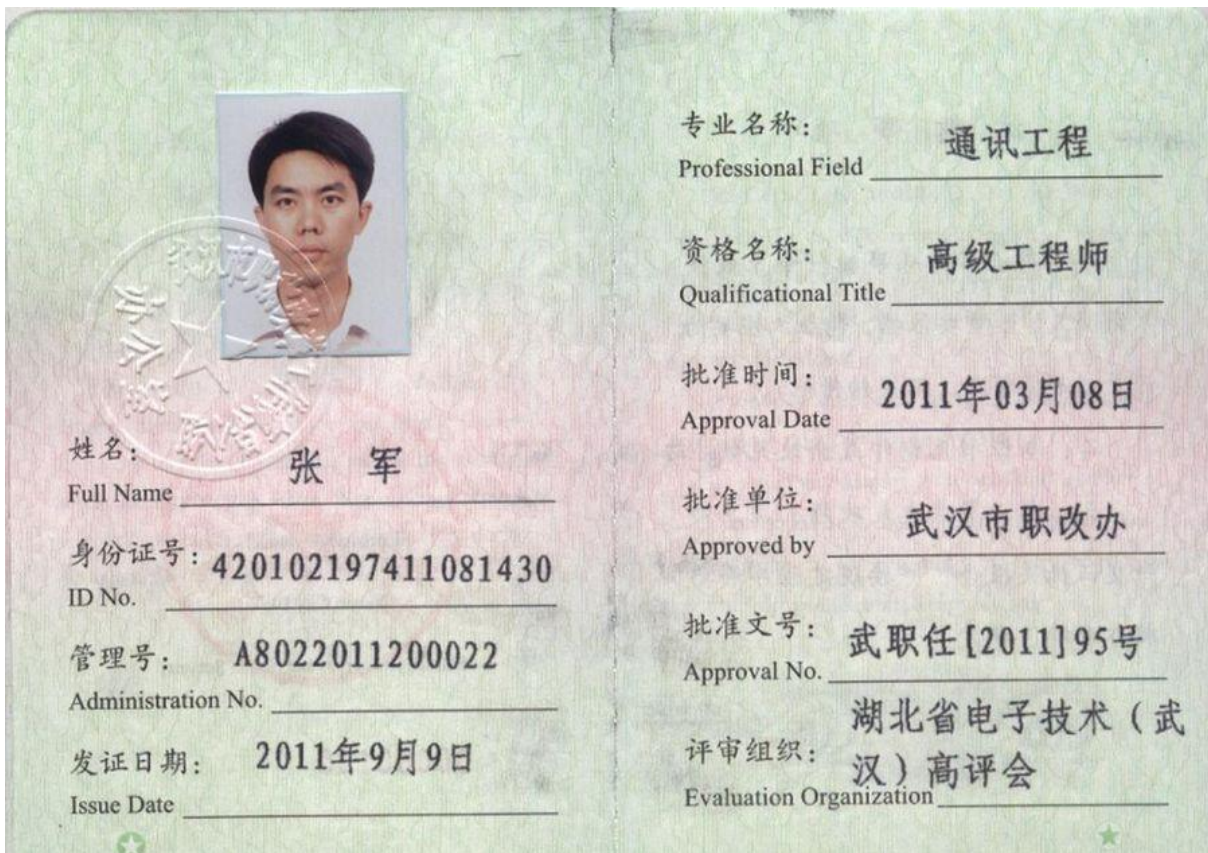 姓名：
张 军
Full Name
身份证号：
420102197411081430
ID No.
管理号：
A8022011200022
Administration No.
发证日期：
2011年9月9日
Issue Date
专业名称：
通讯工程
Professional Field
资格名称：
高级工程师
Qualificational Title
批准时间：
2011年03月08日
Approval Date
批准单位：
武汉市职改办
Approved by
批准文号：
武职任[2011]95号
Approval No.
评审组织：
湖北省电子技术（武
汉）高评会
Evaluation Organization